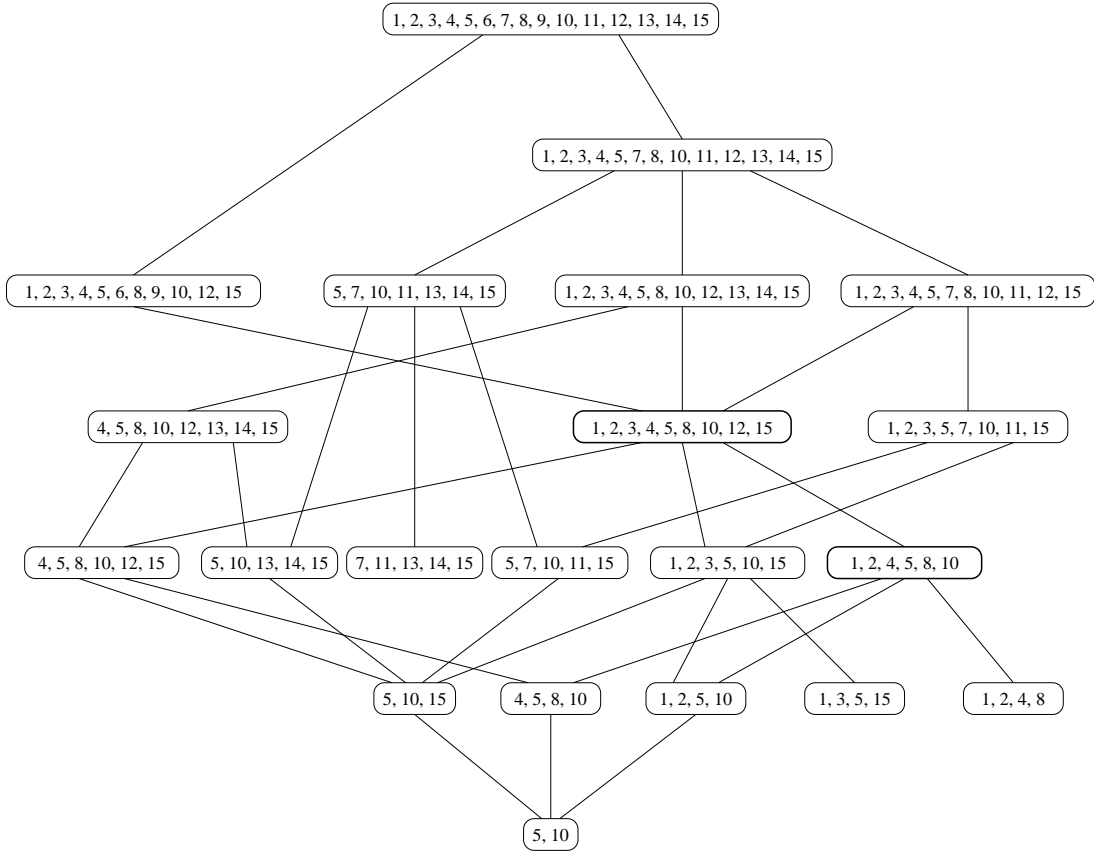 1, 2, 3, 4, 5, 6, 7, 8, 9, 10, 11, 12, 13, 14, 15
1, 2, 3, 4, 5, 7, 8, 10, 11, 12, 13, 14, 15
1, 2, 3, 4, 5, 6, 8, 9, 10, 12, 15
5, 7, 10, 11, 13, 14, 15
1, 2, 3, 4, 5, 8, 10, 12, 13, 14, 15
1, 2, 3, 4, 5, 7, 8, 10, 11, 12, 15
4, 5, 8, 10, 12, 13, 14, 15
1, 2, 3, 4, 5, 8, 10, 12, 15
1, 2, 3, 5, 7, 10, 11, 15
4, 5, 8, 10, 12, 15
5, 10, 13, 14, 15
7, 11, 13, 14, 15
5, 7, 10, 11, 15
1, 2, 3, 5, 10, 15
1, 2, 4, 5, 8, 10
5, 10, 15
4, 5, 8, 10
1, 2, 5, 10
1, 3, 5, 15
1, 2, 4, 8
5, 10